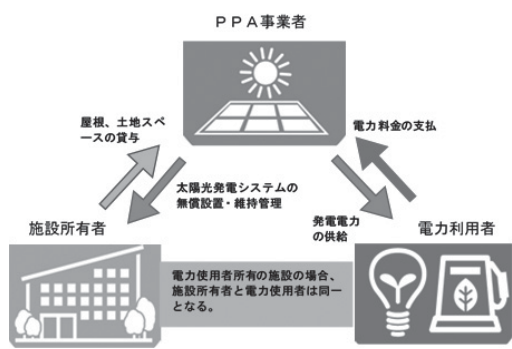 ＰＰＡ事業者
屋根、土地スペ
ースの貸与
電力料金の支払
太陽光発電システムの
無償設置・維持管理
発電電力
の供給
施設所有者
電力利用者
電力使用者所有の施設の場合、
施設所有者と電力使用者は同一
となる。